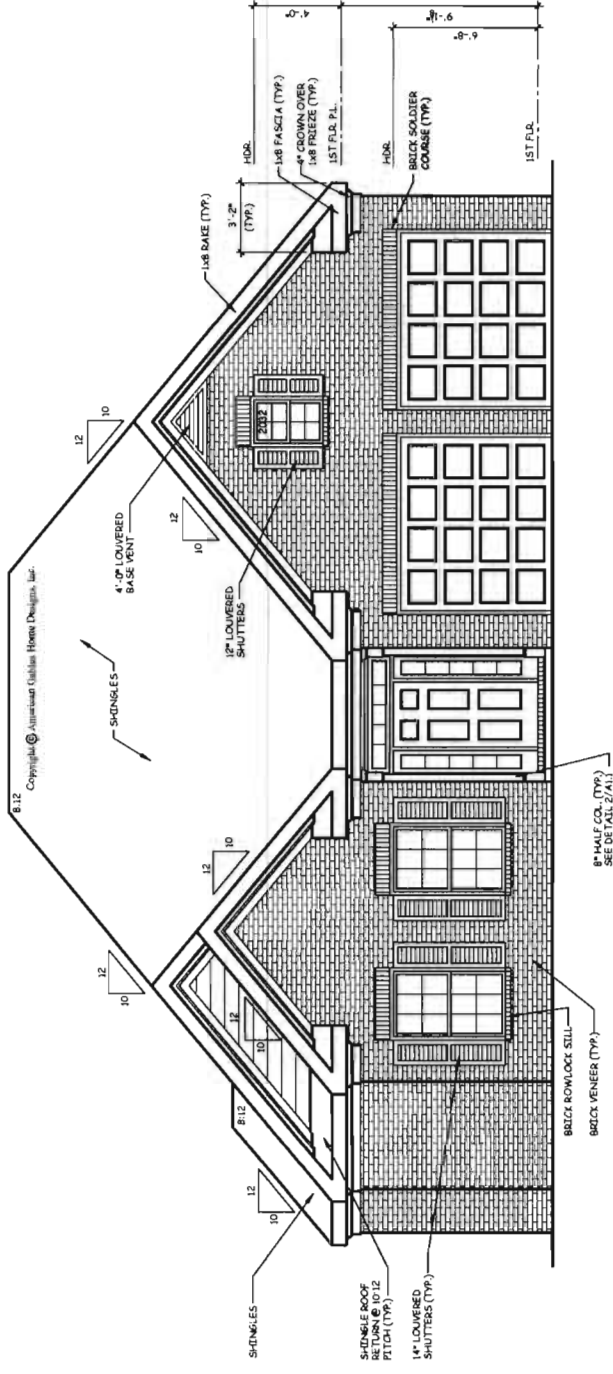 Copyright © American Gables Home Designs, Inc.
8:12
SHINGLES
12
10
12
10
12
10
12
10
12
10
12
10
12
10
8:12
SHINGLES
SHINGLE ROOF
RETURN @ 10:12
PITCH (TYP.)
14" LOUVERED
SHUTTERS (TYP.)
BRICK ROWLOCK SILL
BRICK VENEER (TYP.)
8" HALF COL. (TYP.)
SEE DETAIL 2/A1.1
4'-0" LOUVERED
BASE VENT
12" LOUVERED
SHUTTERS
1x8 RAKE (TYP.)
3'-2"
(TYP.)
HDR.
1x8 FASCIA (TYP.)
4" CROWN OVER
1x8 FRIEZE (TYP.)
1ST FLR. P.L.
HDR.
BRICK SOLDIER
COURSE (TYP.)
1ST FLR.
4'-0"
9'-1⅛"
6'-8"